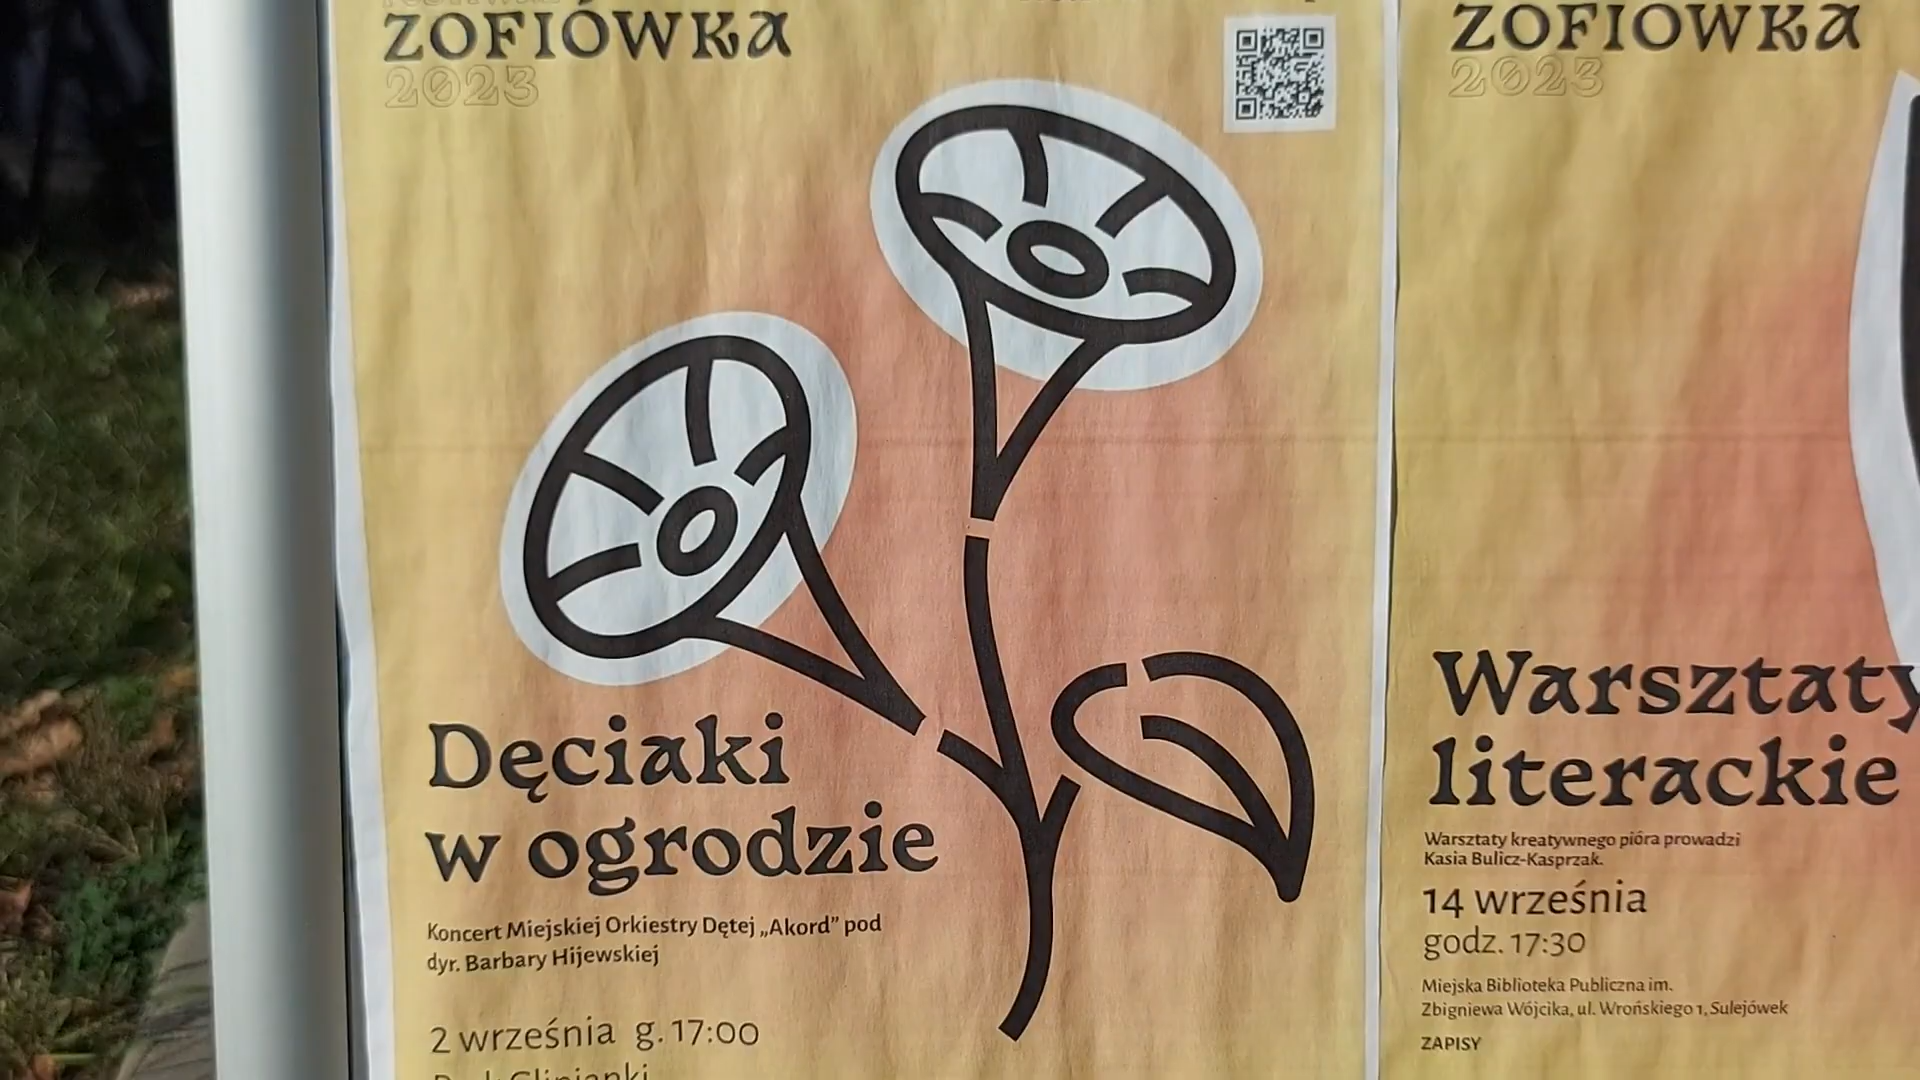 ZOFIÓWKA
2023
Dęciaki
w ogrodzie
Koncert Miejskiej Orkiestry Dętej „Akord” pod
dyr. Barbary Hijewskiej
2 września g. 17:00
Park Glinianki
ZOFIÓWKA
2023
Warsztaty
literackie
Warsztaty kreatywnego pióra prowadzi
Kasia Bulicz-Kasprzak.
14 września
godz. 17:30
Miejska Biblioteka Publiczna im.
Zbigniewa Wójcika, ul. Wrońskiego 1, Sulejówek
ZAPISY